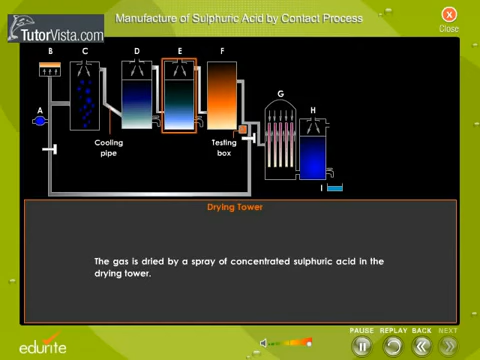 Manufacture of Sulphuric Acid by Contact Process
Close
TutorVista.com
B
C
D
E
F
G
H
A
Cooling
pipe
Testing
box
I
Drying Tower
The gas is dried by a spray of concentrated sulphuric acid in the
drying tower.
PAUSE REPLAY BACK NEXT
edurite